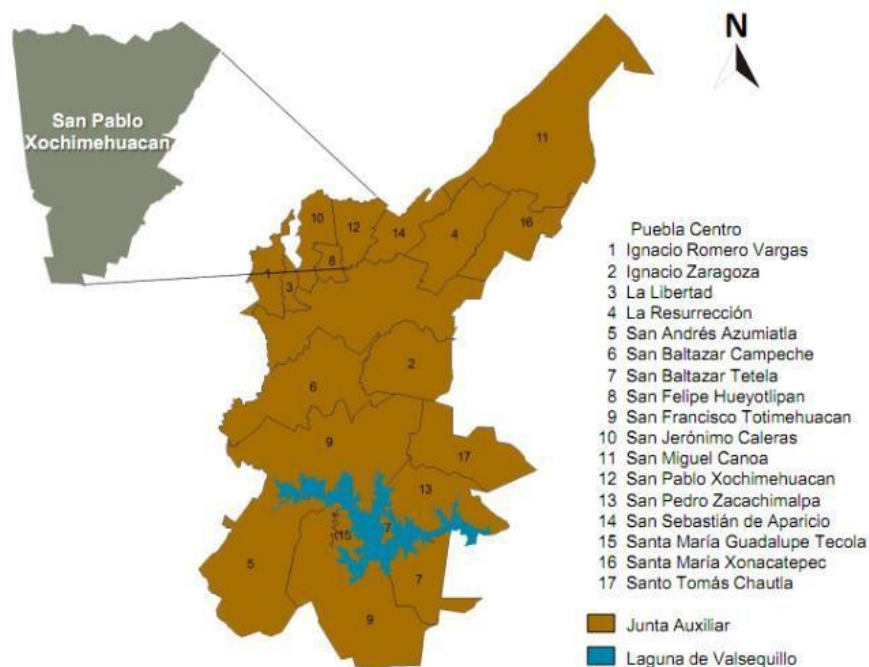 San Pablo
Xochimehuacan
N
11
10
12
14
4
16
8
1
3
2
6
9
17
13
15
7
5
7
9
Puebla Centro
1 Ignacio Romero Vargas
2 Ignacio Zaragoza
3 La Libertad
4 La Resurrección
5 San Andrés Azumiatla
6 San Baltazar Campeche
7 San Baltazar Tetela
8 San Felipe Hueyotlipan
9 San Francisco Totimehuacan
10 San Jerónimo Caleras
11 San Miguel Canoa
12 San Pablo Xochimehuacan
13 San Pedro Zacachimalpa
14 San Sebastián de Aparicio
15 Santa María Guadalupe Tecola
16 Santa María Xonacatepec
17 Santo Tomás Chautla
Junta Auxiliar
Laguna de Valsequillo